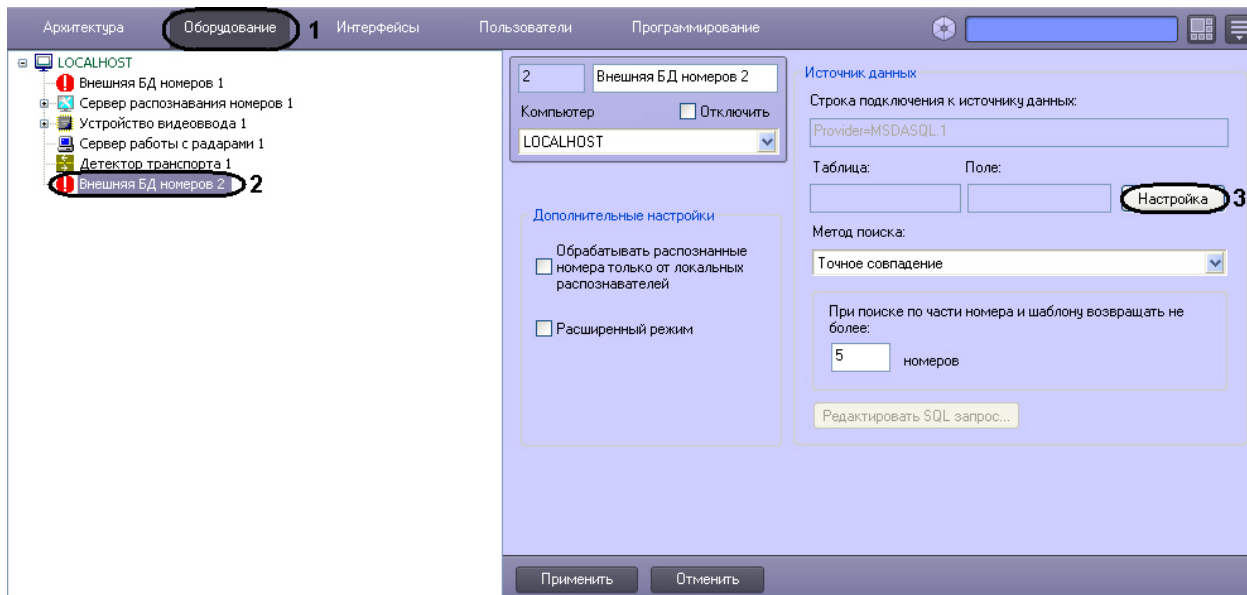 Архитектура Оборудование 1 Интерфейсы Пользователи Программирование
LOCALHOST
Внешняя БД номеров 1
Сервер распознавания номеров 1
Устройство видеоввода 1
Сервер работы с радарами 1
Детектор транспорта 1
Внешняя БД номеров 2 2
2 Внешняя БД номеров 2
Компьютер Отключить
LOCALHOST
Дополнительные настройки
Обрабатывать распознанные
номера только от локальных
распознавателей
Расширенный режим
Источник данных
Строка подключения к источнику данных:
Provider=MSDASQL.1
Таблица: Поле:
Настройка 3
Метод поиска:
Точное совпадение
При поиске по части номера и шаблону возвращать не
более:
5 номеров
Редактировать SQL запрос...
Применить Отменить